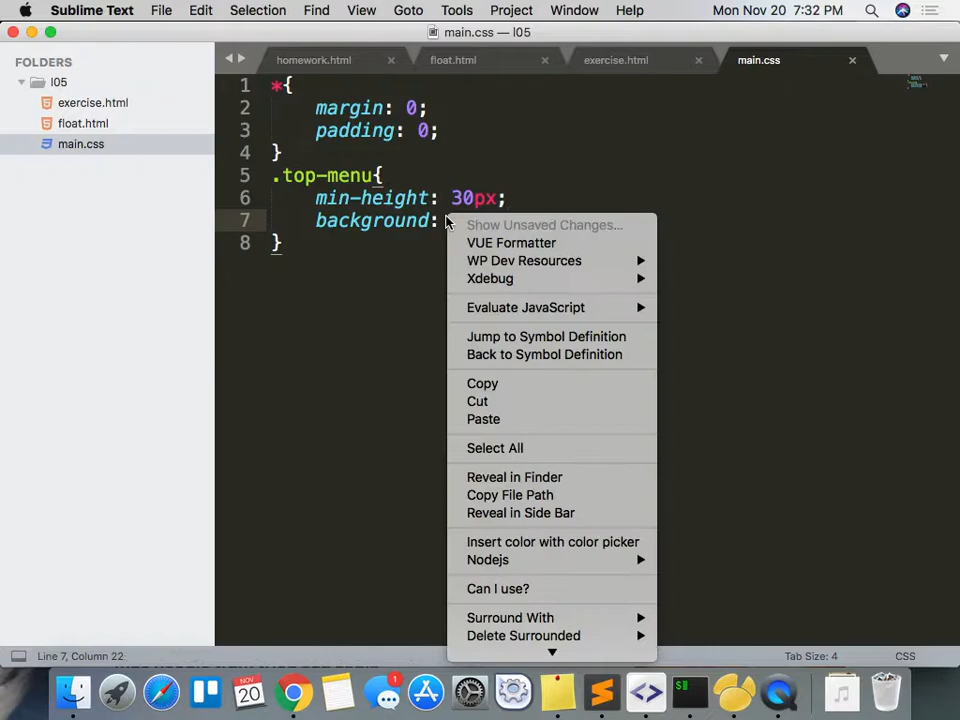 Sublime Text File Edit Selection Find View Goto Tools Project Window Help Mon Nov 20 7:32 PM
main.css — l05
FOLDERS
l05
exercise.html
float.html
main.css
homework.html float.html exercise.html main.css
1 *{
2 margin: 0;
3 padding: 0;
4 }
5 .top-menu{
6 min-height: 30px;
7 background:
8 }
Show Unsaved Changes...
VUE Formatter
WP Dev Resources
Xdebug
Evaluate JavaScript
Jump to Symbol Definition
Back to Symbol Definition
Copy
Cut
Paste
Select All
Reveal in Finder
Copy File Path
Reveal in Side Bar
Insert color with color picker
Nodejs
Can I use?
Surround With
Delete Surrounded
Line 7, Column 22 Tab Size: 4 CSS
NOV
20
1